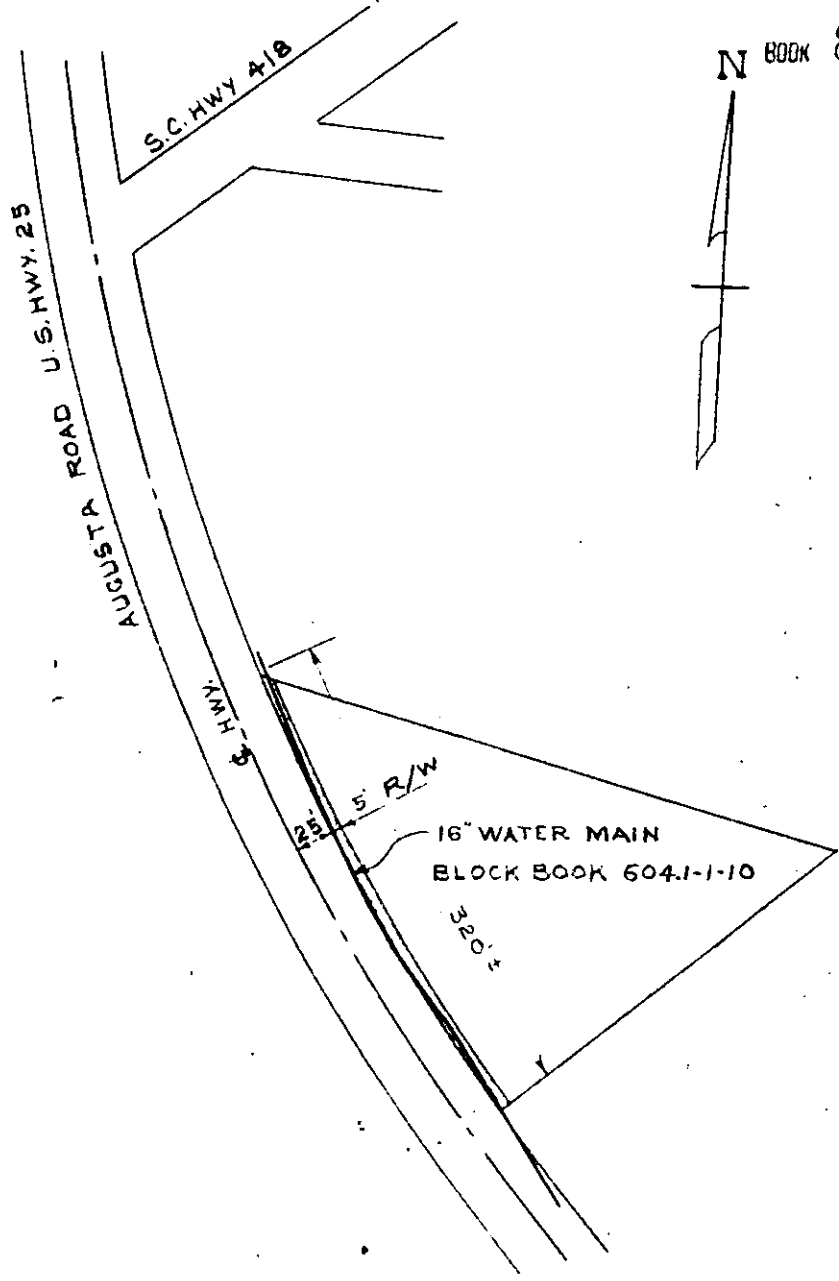 N BOOK
S.C. HWY 418
AUGUSTA ROAD U.S. HWY. 25
℄ HWY.
25'
5' R/W
16" WATER MAIN
BLOCK BOOK 604.1-1-10
320'±